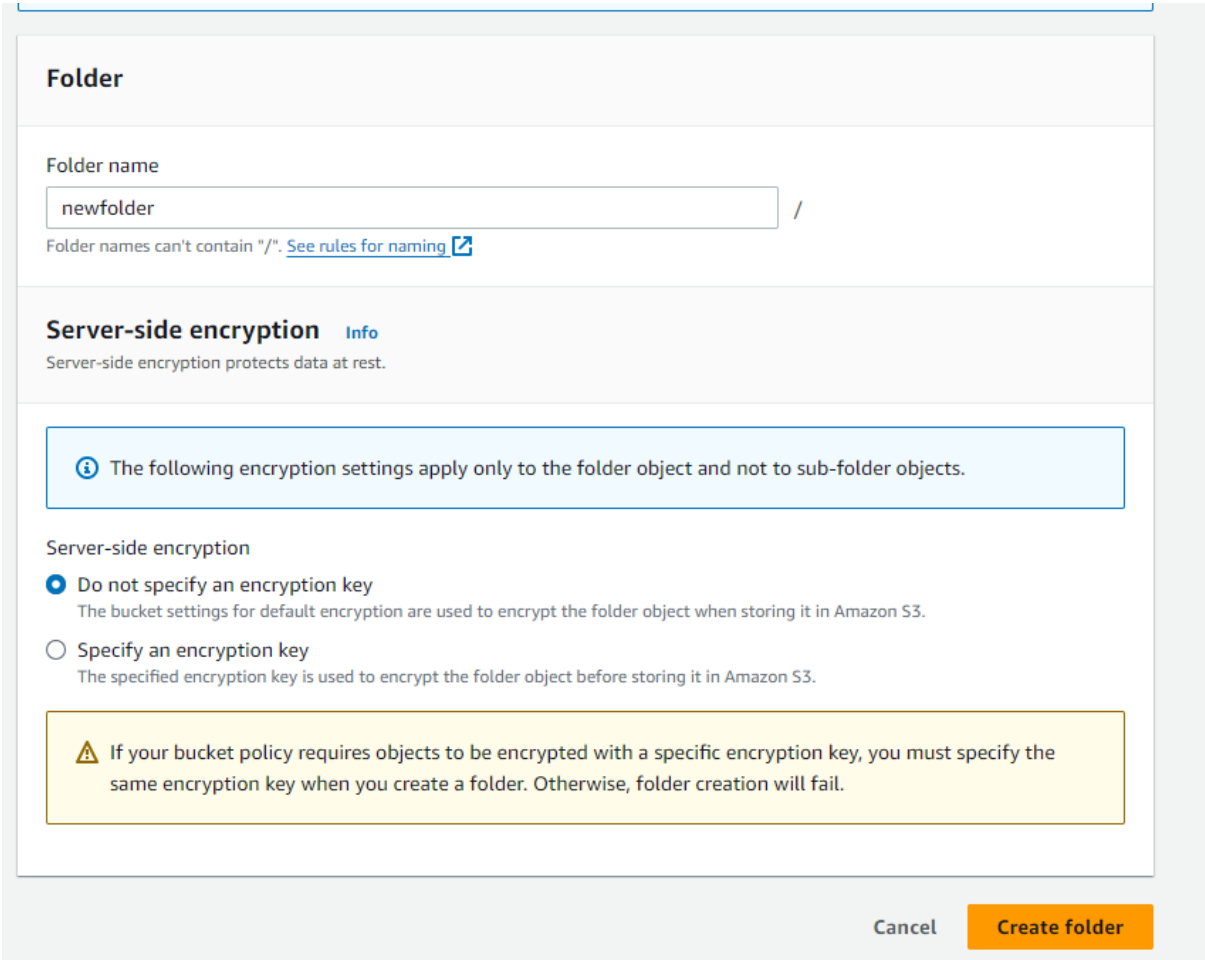 Folder
Folder name
newfolder
/
Folder names can't contain "/". See rules for naming
Server-side encryption Info
Server-side encryption protects data at rest.
The following encryption settings apply only to the folder object and not to sub-folder objects.
Server-side encryption
Do not specify an encryption key
The bucket settings for default encryption are used to encrypt the folder object when storing it in Amazon S3.
Specify an encryption key
The specified encryption key is used to encrypt the folder object before storing it in Amazon S3.
If your bucket policy requires objects to be encrypted with a specific encryption key, you must specify the
same encryption key when you create a folder. Otherwise, folder creation will fail.
Cancel
Create folder